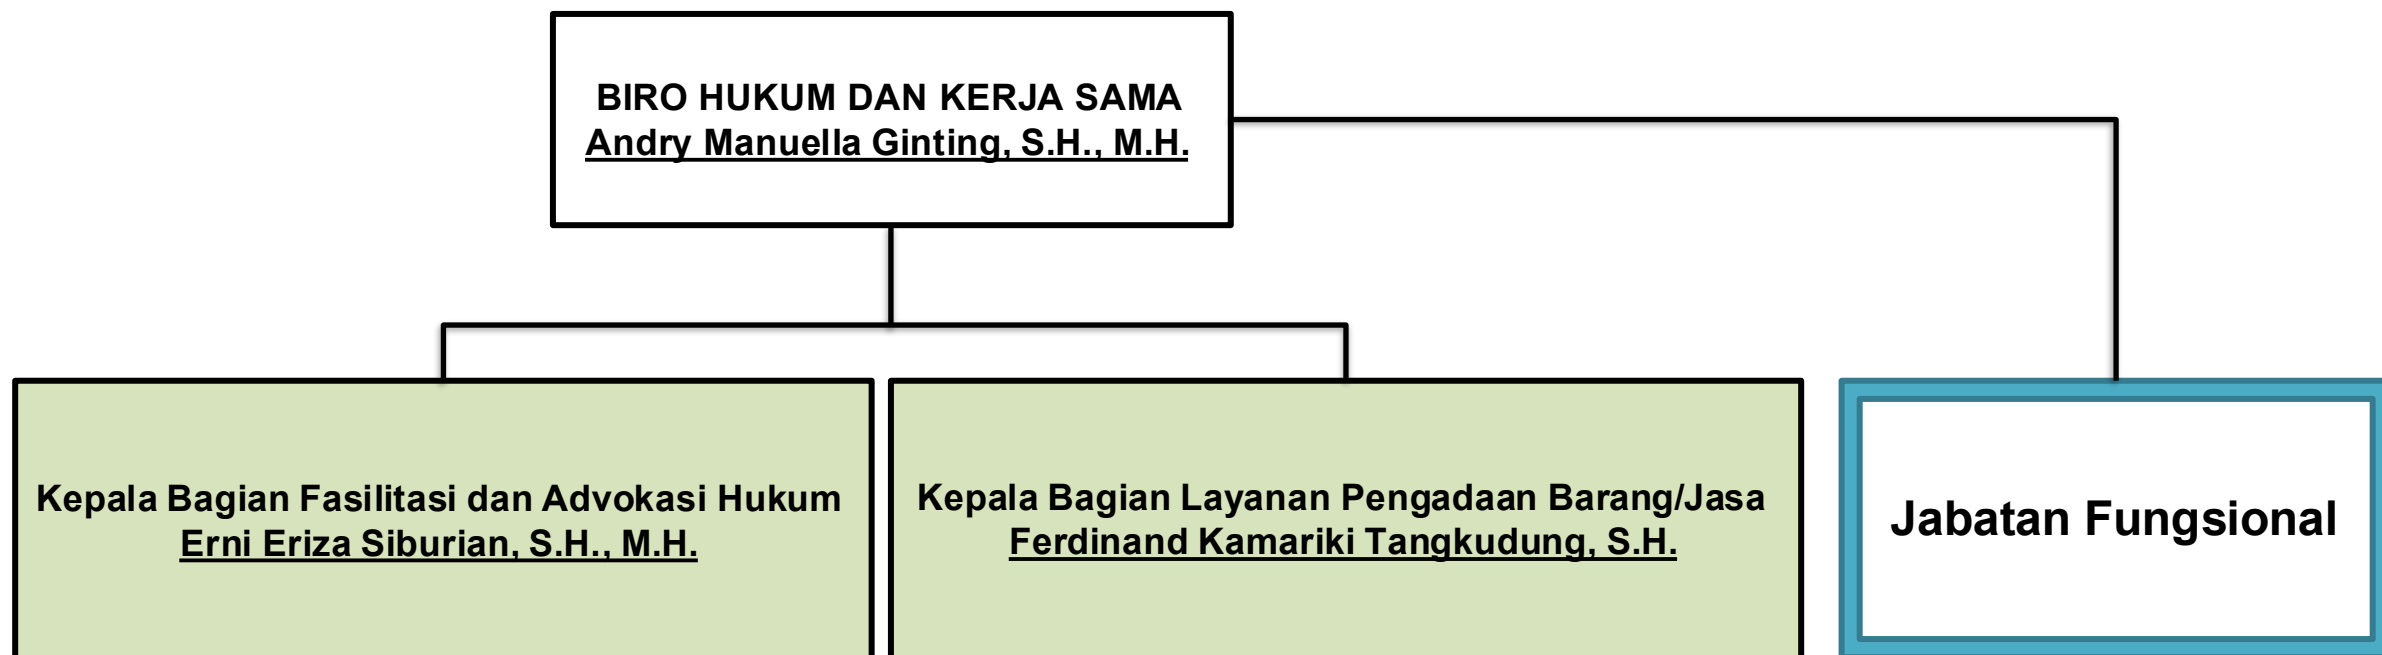 BIRO HUKUM DAN KERJA SAMA
Andry Manuella Ginting, S.H., M.H.
Kepala Bagian Fasilitasi dan Advokasi Hukum
Erni Eriza Siburian, S.H., M.H.
Kepala Bagian Layanan Pengadaan Barang/Jasa
Ferdinand Kamariki Tangkudung, S.H.
Jabatan Fungsional